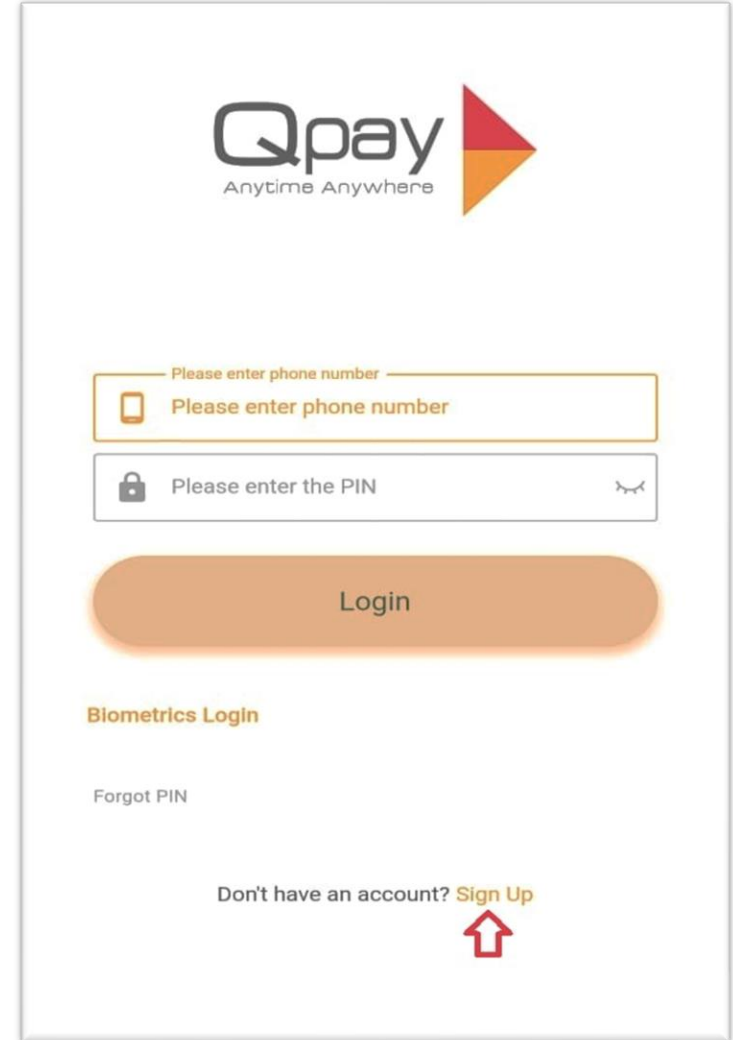 Qpay
Anytime Anywhere
Please enter phone number
Please enter phone number
Please enter the PIN
Login
Biometrics Login
Forgot PIN
Don't have an account? Sign Up